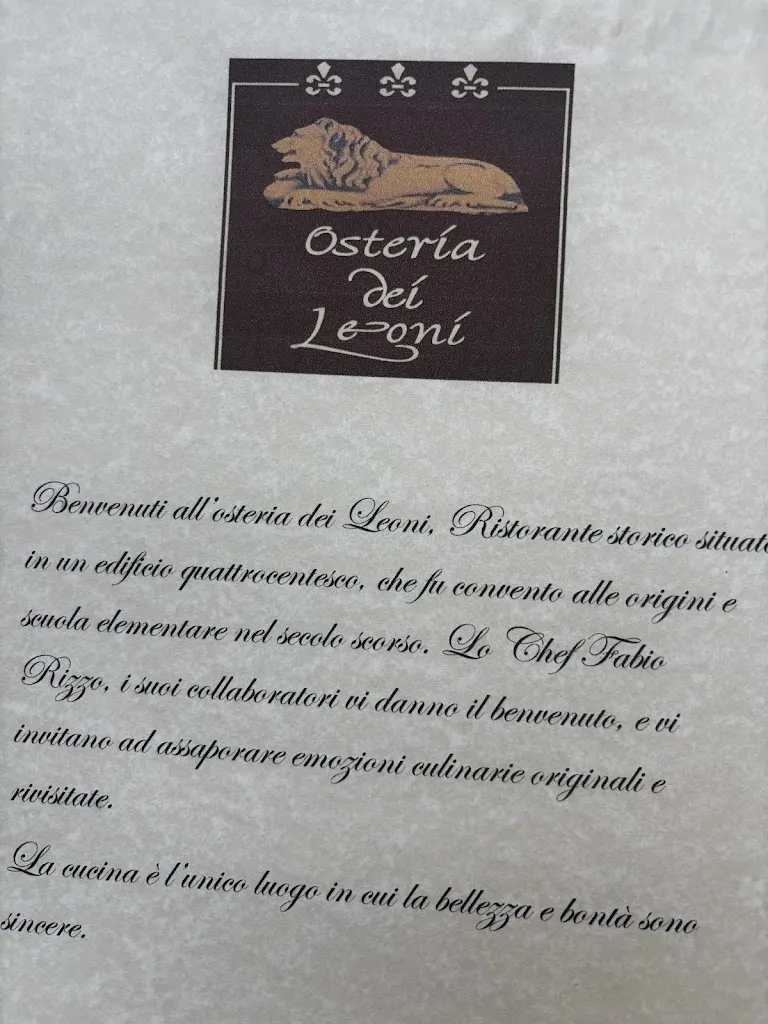 Osteria
dei
Leoni
Benvenuti all'osteria dei Leoni, Ristorante storico situato
in un edificio quattrocentesco, che fu convento alle origini e
scuola elementare nel secolo scorso. Lo Chef Fabio
Rizzo, i suoi collaboratori vi danno il benvenuto, e vi
invitano ad assaporare emozioni culinarie originali e
rivisitate.
La cucina è l'unico luogo in cui la bellezza e bontà sono
sincere.